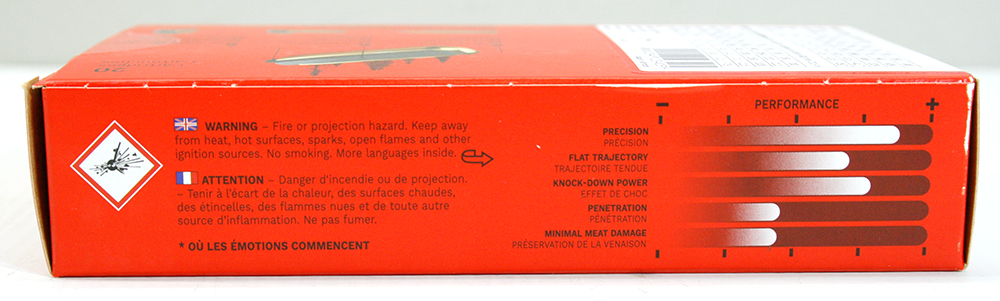 20
WARNING – Fire or projection hazard. Keep away
from heat, hot surfaces, sparks, open flames and other
ignition sources. No smoking. More languages inside.
ATTENTION – Danger d'incendie ou de projection.
– Tenir à l'écart de la chaleur, des surfaces chaudes,
des étincelles, des flammes nues et de toute autre
source d'inflammation. Ne pas fumer.
* OÙ LES ÉMOTIONS COMMENCENT
– PERFORMANCE +
PRECISION
PRÉCISION
FLAT TRAJECTORY
TRAJECTOIRE TENDUE
KNOCK-DOWN POWER
EFFET DE CHOC
PENETRATION
PÉNÉTRATION
MINIMAL MEAT DAMAGE
PRÉSERVATION DE LA VENAISON